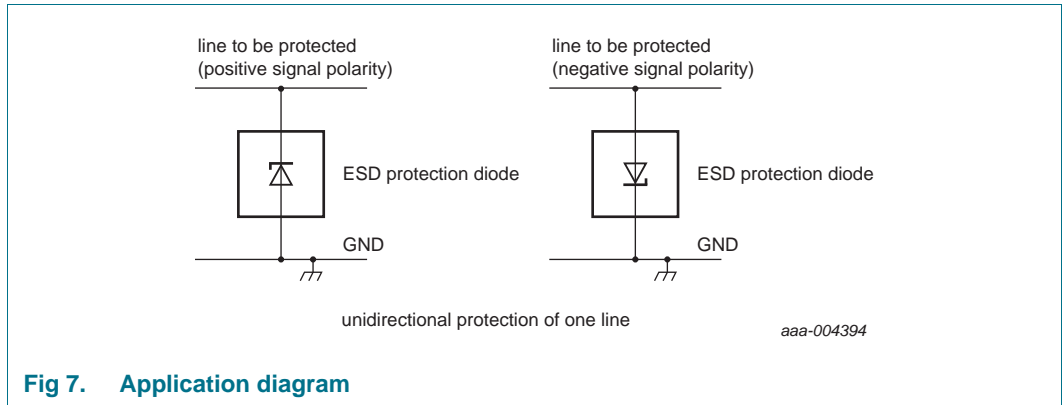 line to be protected
(positive signal polarity)
line to be protected
(negative signal polarity)
ESD protection diode
ESD protection diode
GND
GND
unidirectional protection of one line
aaa-004394
Fig 7. Application diagram